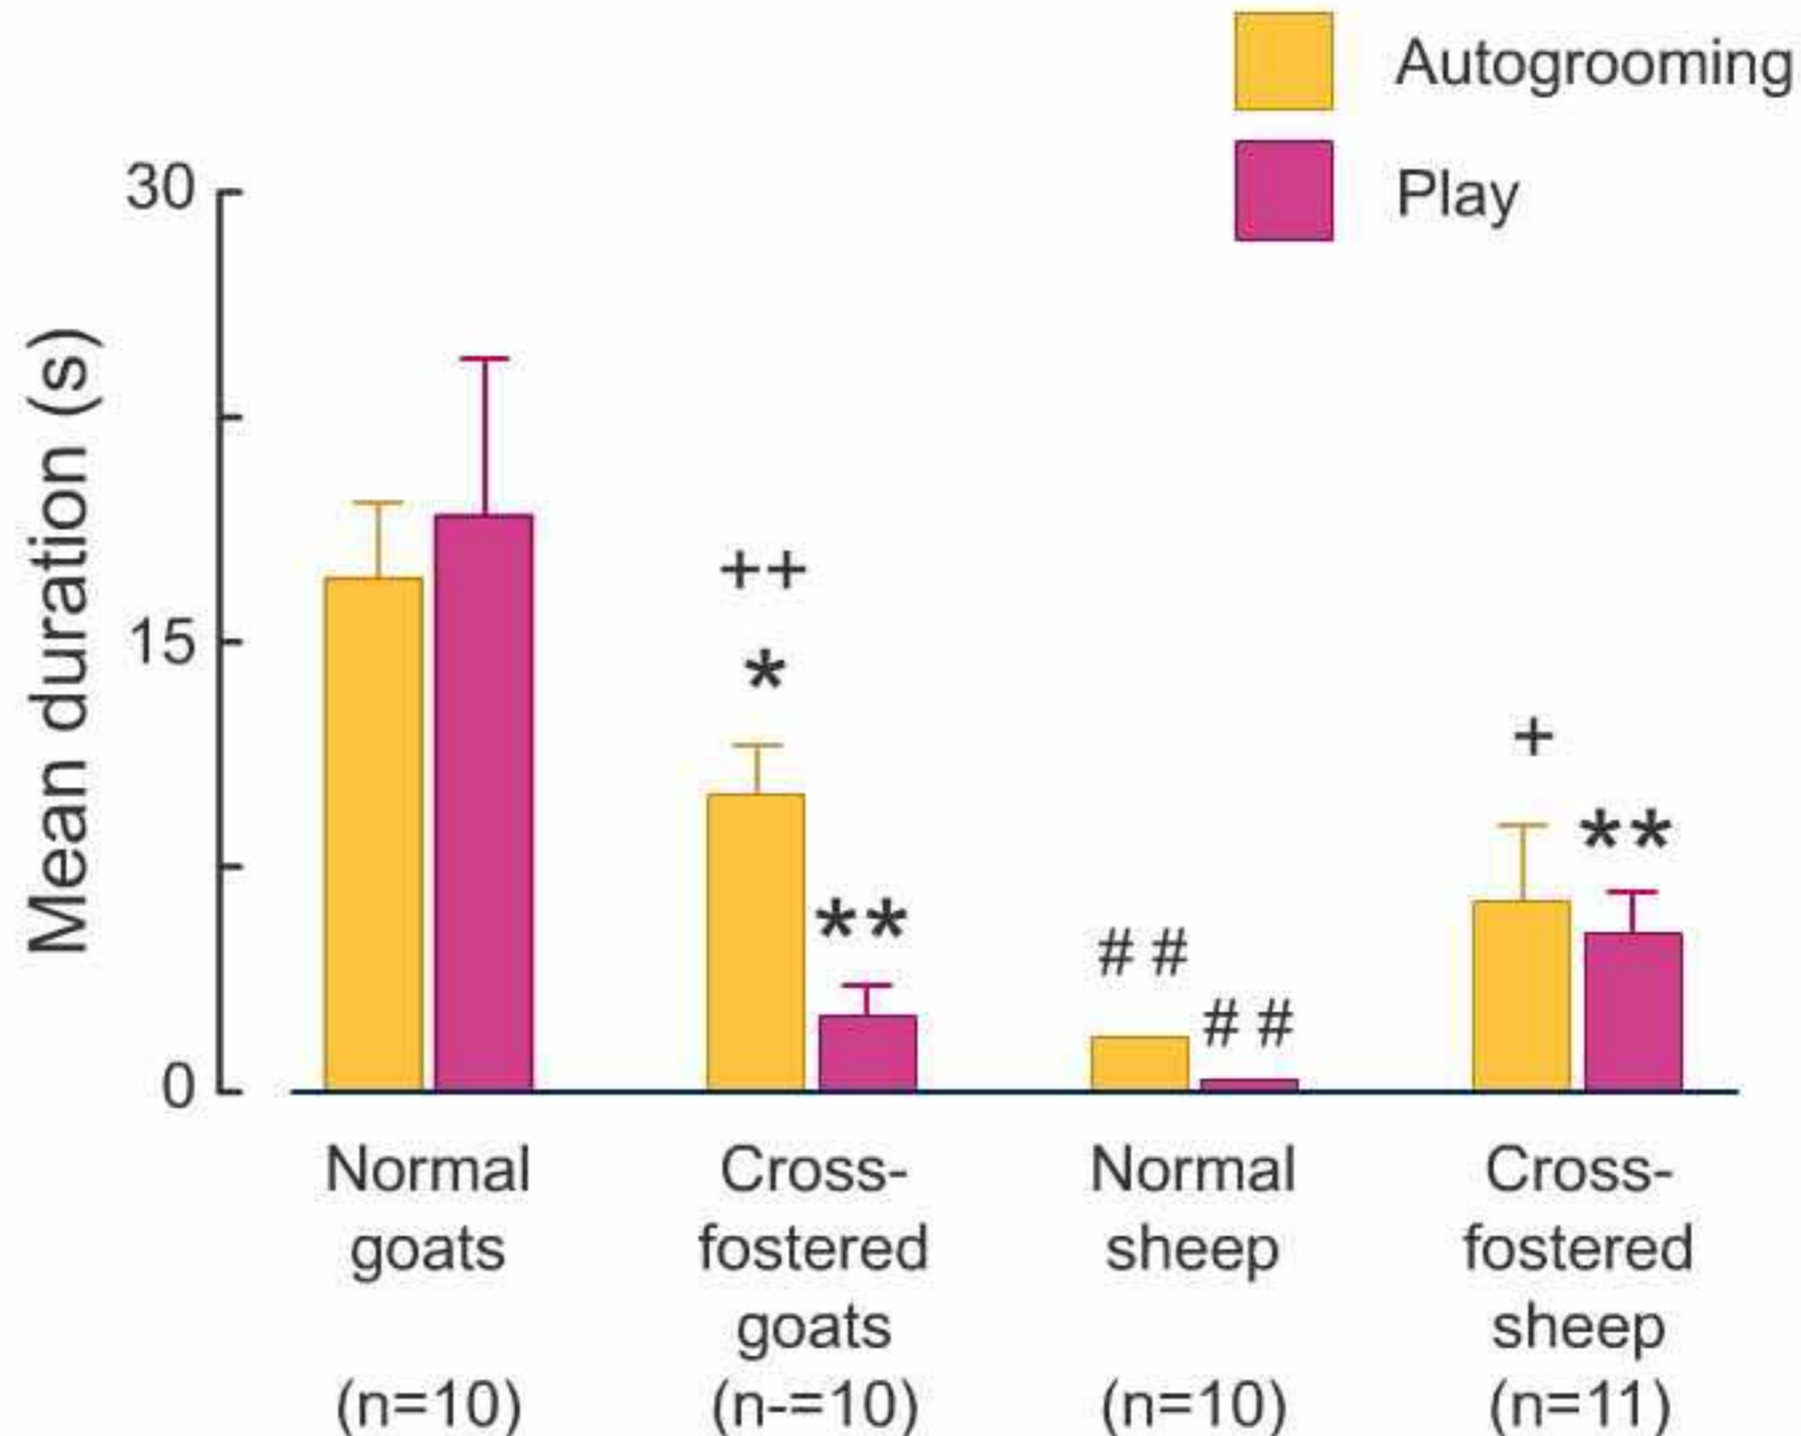 Autogrooming
Play
Mean duration (s)
30
15
0
++
*
**
# #
# #
+
**
Normal
goats
(n=10)
Cross-
fostered
goats
(n-=10)
Normal
sheep
(n=10)
Cross-
fostered
sheep
(n=11)